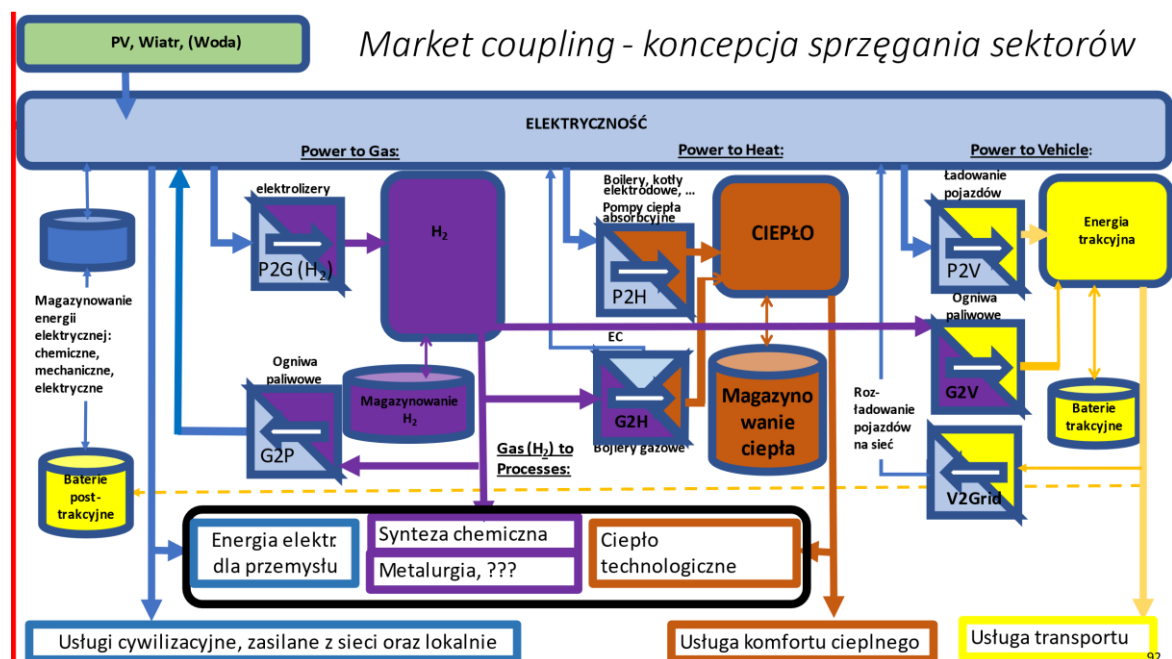 PV, Wiatr, (Woda)
Market coupling - koncepcja sprzęgania sektorów
ELEKTRYCZNOŚĆ
Power to Gas:
Power to Heat:
Power to Vehicle:
elektrolizery
P2G (H₂)
H₂
Boilery, kotły
elektrodowe, ...
Pompy ciepła
absorbcyjne
P2H
CIEPŁO
Ładowanie
pojazdów
P2V
Energia
trakcyjna
Magazynowanie
energii
elektrycznej:
chemiczne,
mechaniczne,
elektryczne
Ogniwa
paliwowe
G2P
Magazynowanie
H₂
EC
G2H
Bojlery gazowe
Magazyno
wanie
ciepła
Ogniwa
paliwowe
G2V
Roz-
ładowanie
pojazdów
na sieć
Baterie
trakcyjne
V2Grid
Gas (H₂) to
Processes:
Baterie
post-
trakcyjne
Energia elektr.
dla przemysłu
Synteza chemiczna
Metalurgia, ???
Ciepło
technologiczne
Usługi cywilizacyjne, zasilane z sieci oraz lokalnie
Usługa komfortu cieplnego
Usługa transportu
92